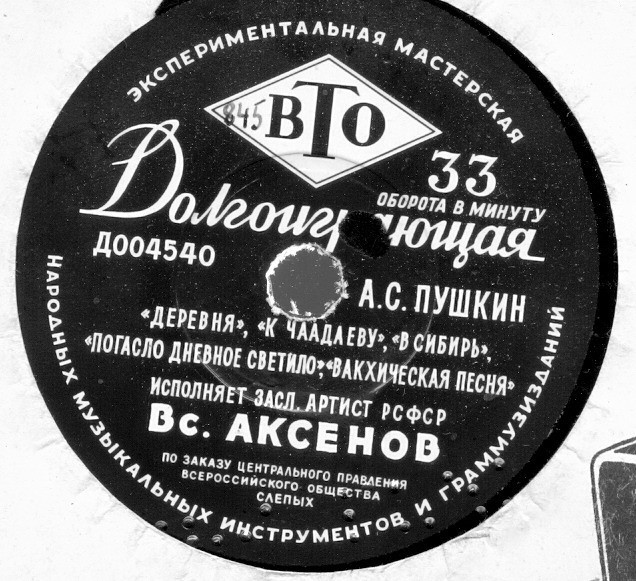 ЭКСПЕРИМЕНТАЛЬНАЯ МАСТЕРСКАЯ
845
ВТО
33
ОБОРОТА В МИНУТУ
Долгоиграющая
Д004540
А.С. ПУШКИН
«ДЕРЕВНЯ», «К ЧААДАЕВУ», «В СИБИРЬ»,
«ПОГАСЛО ДНЕВНОЕ СВЕТИЛО», «ВАКХИЧЕСКАЯ ПЕСНЯ»
ИСПОЛНЯЕТ ЗАСЛ. АРТИСТ РСФСР
Вс. АКСЕНОВ
ПО ЗАКАЗУ ЦЕНТРАЛЬНОГО ПРАВЛЕНИЯ
ВСЕРОССИЙСКОГО ОБЩЕСТВА
СЛЕПЫХ
НАРОДНЫХ МУЗЫКАЛЬНЫХ ИНСТРУМЕНТОВ И ГРАММУЗИЗДАНИЙ